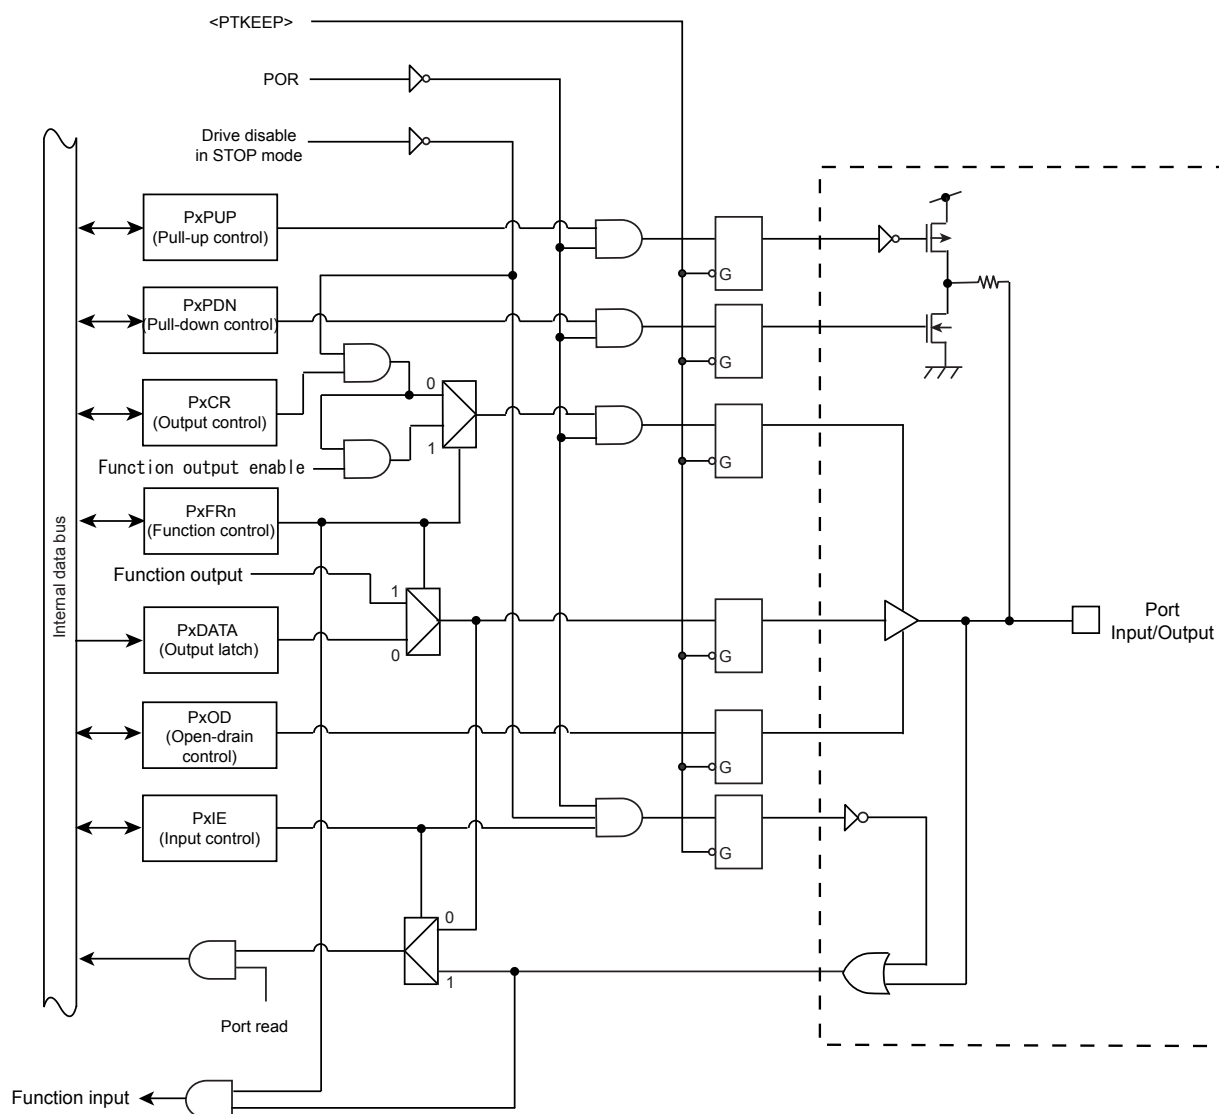 <PTKEEP>
POR
Drive disable
in STOP mode
PxPUP
(Pull-up control)
G
PxPDN
(Pull-down control)
G
0
PxCR
(Output control)
1
G
Function output enable
PxFRn
(Function control)
Internal data bus
Function output
1
PxDATA
(Output latch)
0
G
Port
Input/Output
PxOD
(Open-drain
control)
G
PxIE
(Input control)
G
0
1
Port read
Function input